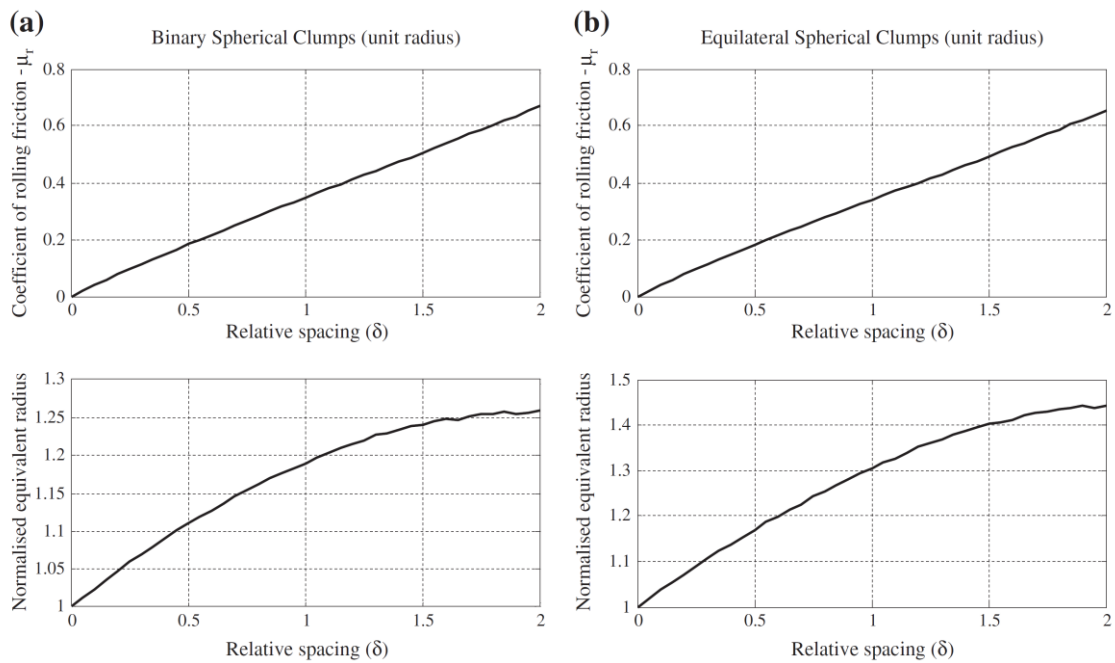 (a)
Binary Spherical Clumps (unit radius)
Coefficient of rolling friction - μr
0.8
0.6
0.4
0.2
0
0 0.5 1 1.5 2
Relative spacing (δ)
Normalised equivalent radius
1.3
1.25
1.2
1.15
1.1
1.05
1
0 0.5 1 1.5 2
Relative spacing (δ)
(b)
Equilateral Spherical Clumps (unit radius)
Coefficient of rolling friction - μr
0.8
0.6
0.4
0.2
0
0 0.5 1 1.5 2
Relative spacing (δ)
Normalised equivalent radius
1.5
1.4
1.3
1.2
1.1
1
0 0.5 1 1.5 2
Relative spacing (δ)